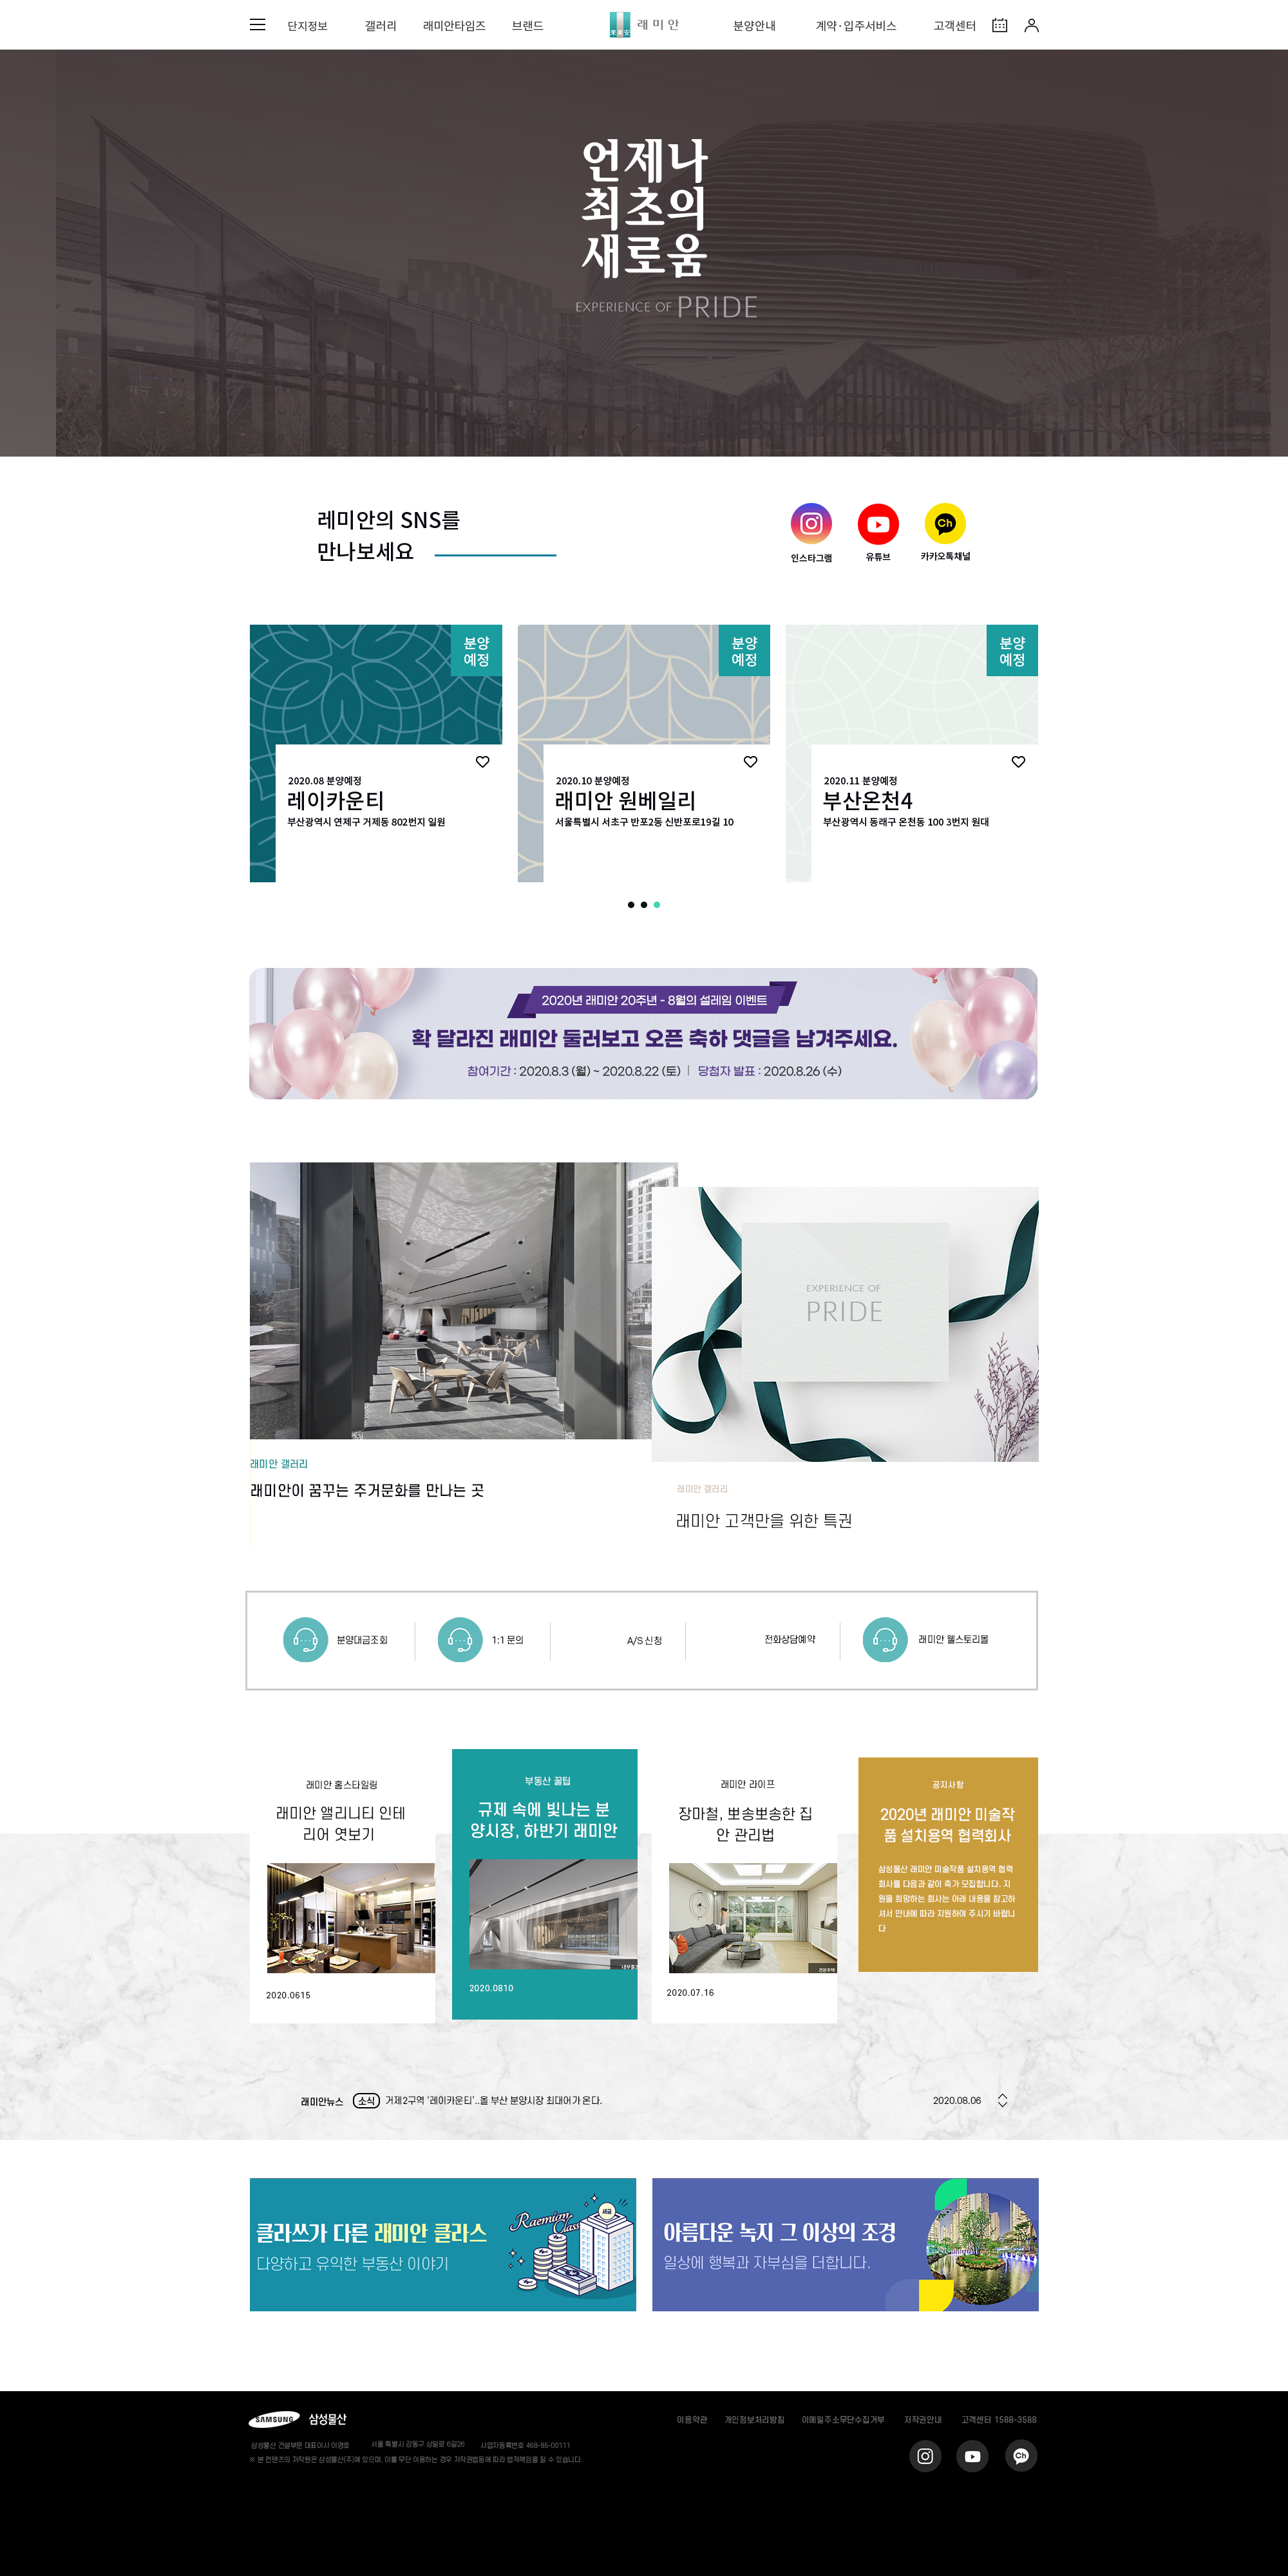 단지정보 갤러리 래미안타임즈 브랜드 래미안 분양안내 계약·입주서비스 고객센터
언제나
최초의
새로움
EXPERIENCE OF PRIDE
레미안의 SNS를
만나보세요
인스타그램 유튜브 카카오톡채널
분양
예정
2020.08 분양예정
레이카운티
부산광역시 연제구 거제동 802번지 일원
분양
예정
2020.10 분양예정
래미안 원베일리
서울특별시 서초구 반포2동 신반포로19길 10
분양
예정
2020.11 분양예정
부산온천4
부산광역시 동래구 온천동 100 3번지 원대
2020년 래미안 20주년 - 8월의 설레임 이벤트
확 달라진 래미안 둘러보고 오픈 축하 댓글을 남겨주세요.
참여기간 : 2020.8.3 (월) ~ 2020.8.22 (토) | 당첨자 발표 : 2020.8.26 (수)
EXPERIENCE OF
PRIDE
래미안 갤러리
래미안이 꿈꾸는 주거문화를 만나는 곳
래미안 갤러리
래미안 고객만을 위한 특권
분양대금조회
1:1 문의
A/S 신청
전화상담예약
래미안 웰스토리몰
래미안 홈스타일링
래미안 앨리니티 인테
리어 엿보기
2020.0615
부동산 꿀팁
규제 속에 빛나는 분
양시장, 하반기 래미안
2020.0810
래미안 라이프
장마철, 뽀송뽀송한 집
안 관리법
2020.07.16
공지사항
2020년 래미안 미술작
품 설치용역 협력회사
삼성물산 래미안 미술작품 설치용역 협력
회사를 다음과 같이 축가 모집합니다. 지
원을 희망하는 회사는 아래 내용을 참고하
셔서 안내에 따라 지원하여 주시기 바랍니
다
래미안뉴스 소식 거제2구역 '레이카운티'..올 부산 분양시장 최대어가 온다. 2020.08.06
클라쓰가 다른 래미안 클라스
다양하고 유익한 부동산 이야기
Raemian Class
세금
아름다운 녹지 그 이상의 조경
일상에 행복과 자부심을 더합니다.
SAMSUNG 삼성물산
이용약관 개인정보처리방침 이메일주소무단수집거부 저작권안내 고객센터 1588-3588
삼성물산 건설부문 대표이사 이영호 서울 특별시 강동구 상일로 6길26 사업자등록번호 468-85-00111
※ 본 컨텐츠의 저작원은 삼성물산(주)에 있으며, 이를 무단 이용하는 경우 저작권법등에 따라 법적책임을 질 수 있습니다.
Ch